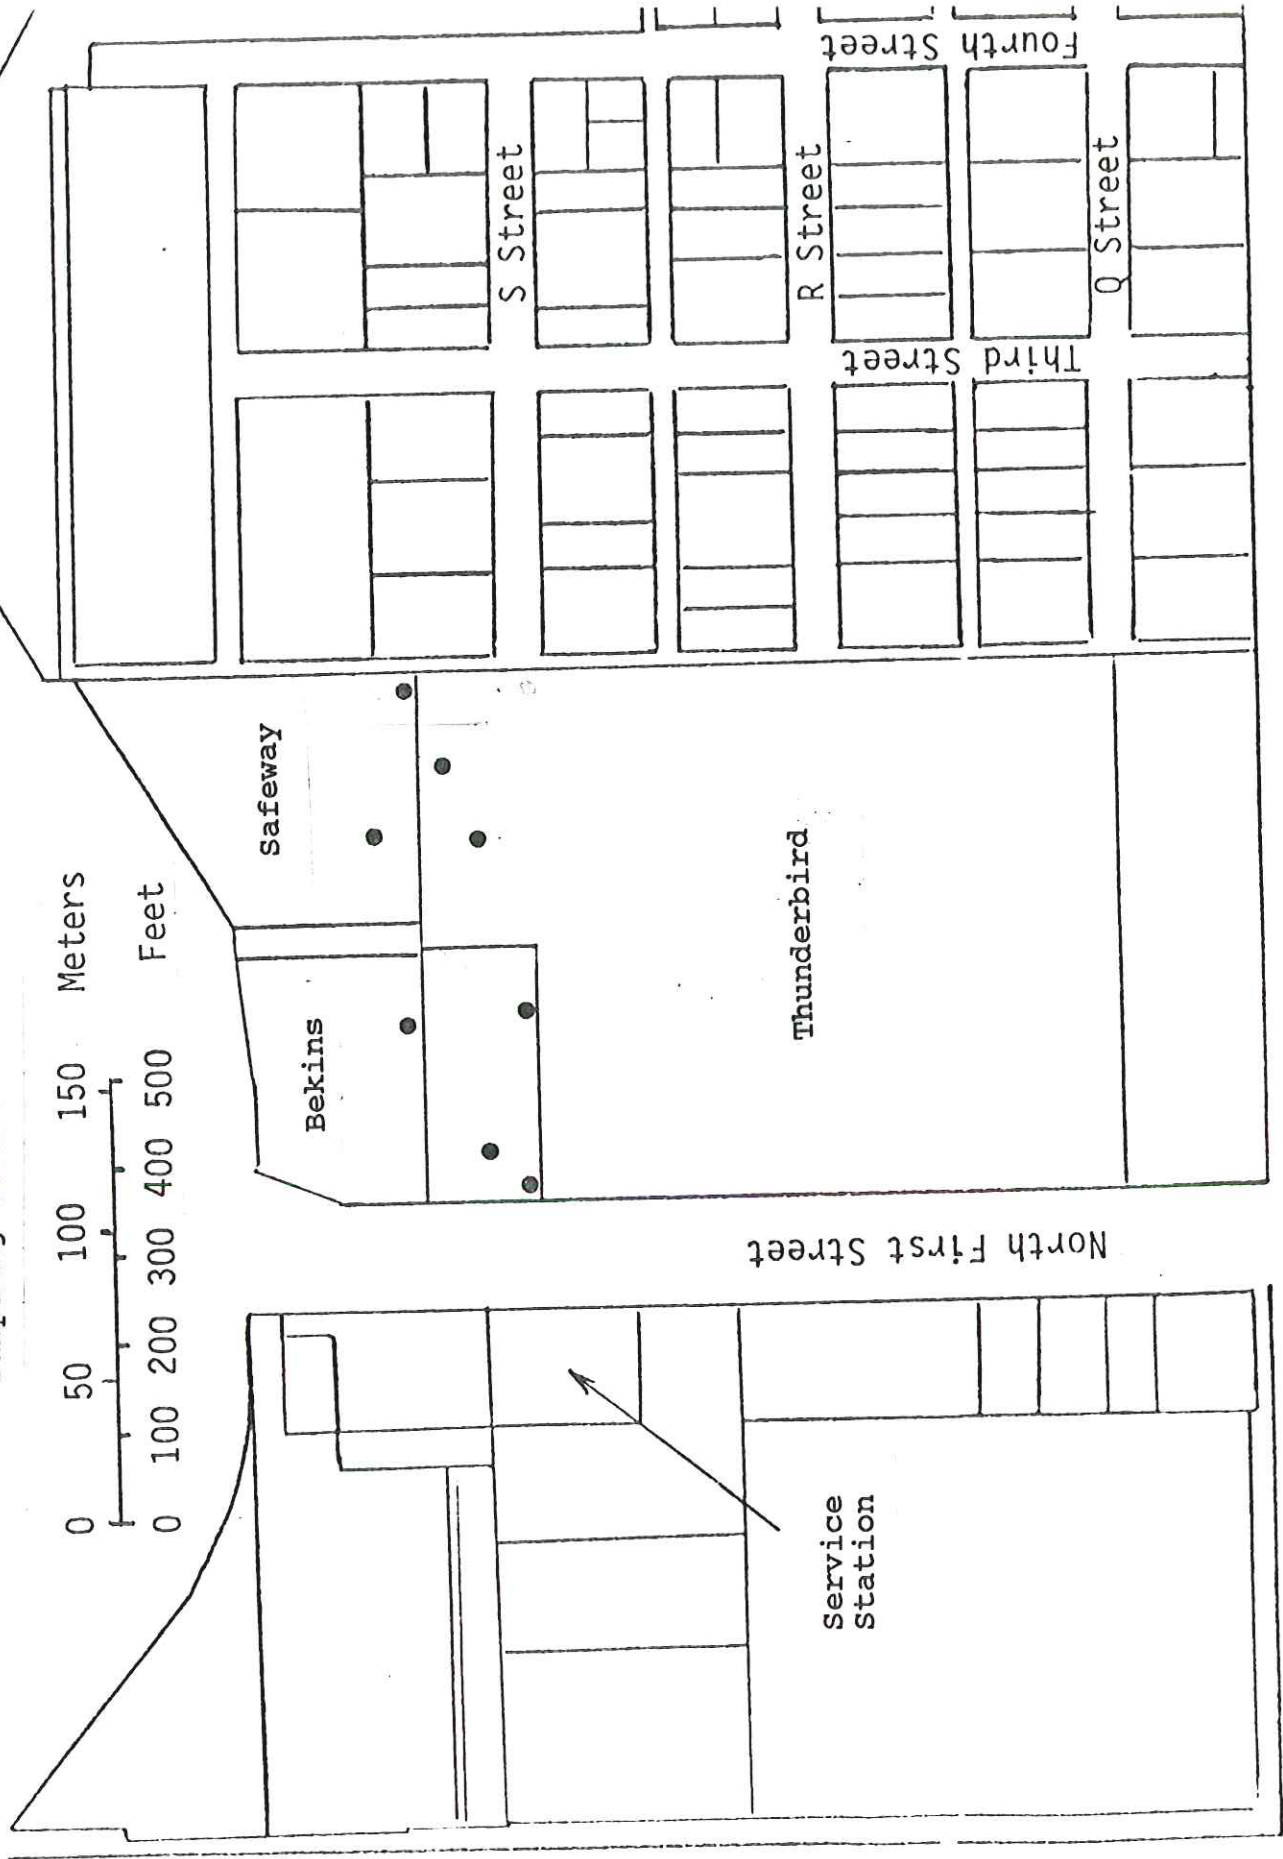 0 50 100 150 Meters
0 100 200 300 400 500 Feet
Safeway
Bekins
Thunderbird
Service
Station
North First Street
Third Street
Fourth Street
S Street
R Street
Q Street